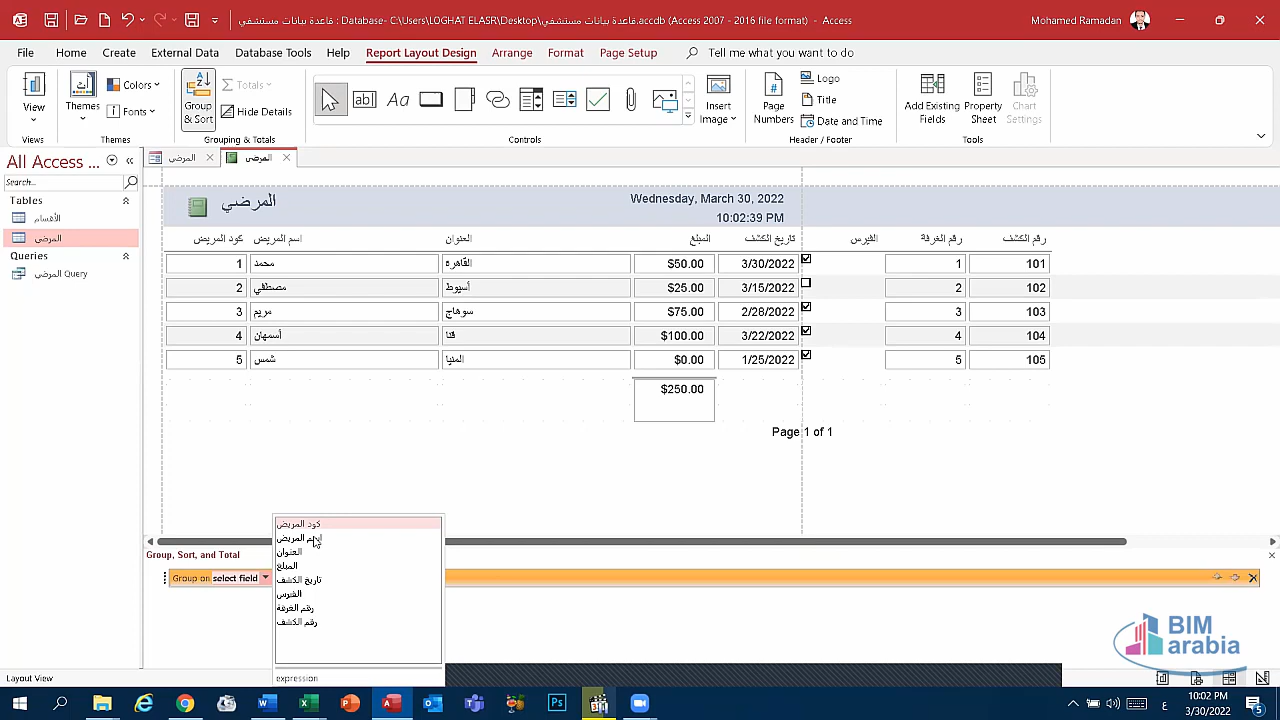 قاعدة بيانات مستشفي : Database- C:\Users\LOGHAT ELASR\Desktop\قاعدة بيانات مستشفي.accdb (Access 2007 - 2016 file format) - Access
Mohamed Ramadan
File Home Create External Data Database Tools Help Report Layout Design Arrange Format Page Setup Tell me what you want to do
View
Views
Themes
Colors
Fonts
Themes
Group & Sort
Totals
Hide Details
Grouping & Totals
Controls
Insert Image
Page Numbers
Logo
Title
Date and Time
Header / Footer
Add Existing Fields
Property Sheet
Chart Settings
Tools
All Access ...
Search...
Tables
الأقسام
المرضي
Queries
المرضي Query
المرضي
المرضي
المرضي
Wednesday, March 30, 2022
10:02:39 PM
كود المريض اسم المريض العنوان المبلغ تاريخ الكشف الفيرس رقم الغرفة رقم الكشف
1 محمد القاهرة $50.00 3/30/2022 1 101
2 مصطفي أسيوط $25.00 3/15/2022 2 102
3 مريم سوهاج $75.00 2/26/2022 3 103
4 أسمهان قنا $100.00 3/22/2022 4 104
5 شمس المنيا $0.00 1/25/2022 5 105
$250.00
Page 1 of 1
Group, Sort, and Total
Group on select field
كود المريض
اسم المريض
العنوان
المبلغ
تاريخ الكشف
الفيرس
رقم الغرفة
رقم الكشف
expression
BIM
arabia
Layout View
10:02 PM
3/30/2022